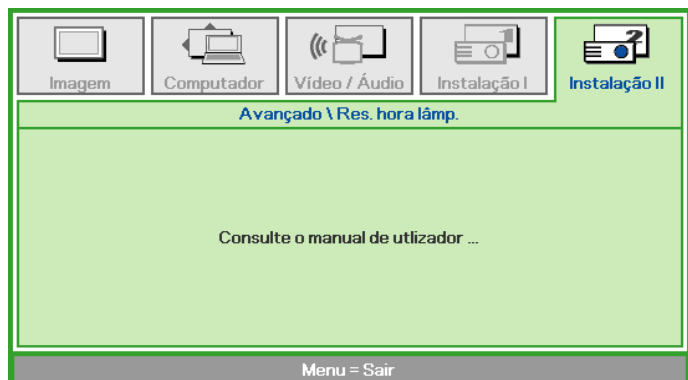 Imagem
Computador
Vídeo / Áudio
Instalação I
Instalação II
Avançado \ Res. hora lâmp.
Consulte o manual de utlizador ...
Menu = Sair